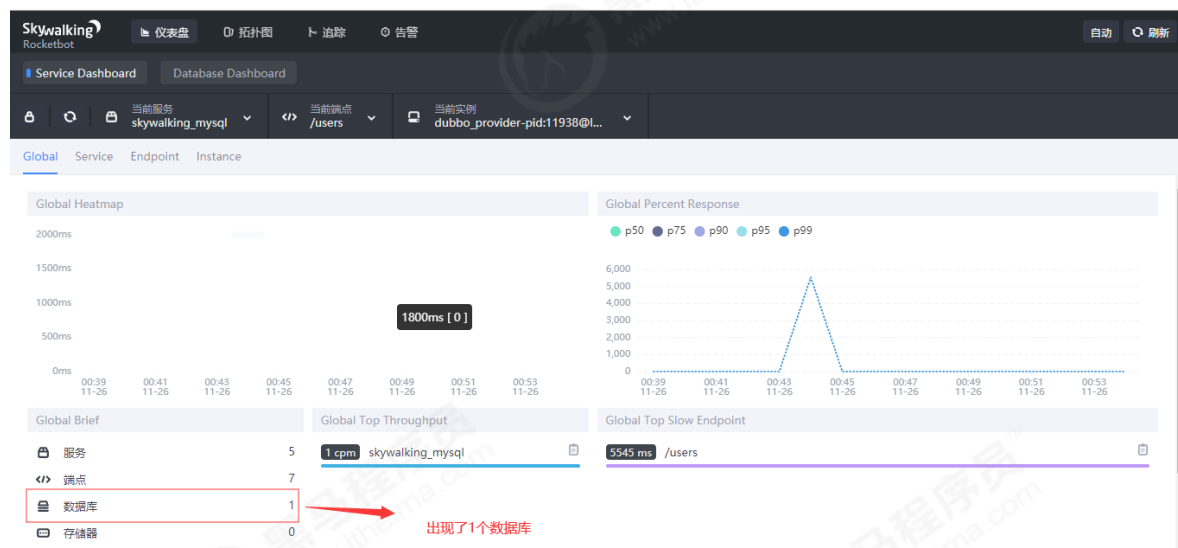 Skywalking
Rocketbot
仪表盘 拓扑图 追踪 告警 自动 刷新
Service Dashboard Database Dashboard
当前服务 当前端点 当前实例
skywalking_mysql /users dubbo_provider-pid:11938@l...
Global Service Endpoint Instance
Global Heatmap
2000ms
1500ms
1000ms
500ms
0ms
1800ms [ 0 ]
00:39 00:41 00:43 00:45 00:47 00:49 00:51 00:53
11-26 11-26 11-26 11-26 11-26 11-26 11-26 11-26
Global Percent Response
p50 p75 p90 p95 p99
6,000
5,000
4,000
3,000
2,000
1,000
0
00:39 00:41 00:43 00:45 00:47 00:49 00:51 00:53
11-26 11-26 11-26 11-26 11-26 11-26 11-26 11-26
Global Brief
服务 5
端点 7
数据库 1
存储器 0
Global Top Throughput
1 cpm skywalking_mysql
出现了1个数据库
Global Top Slow Endpoint
5545 ms /users